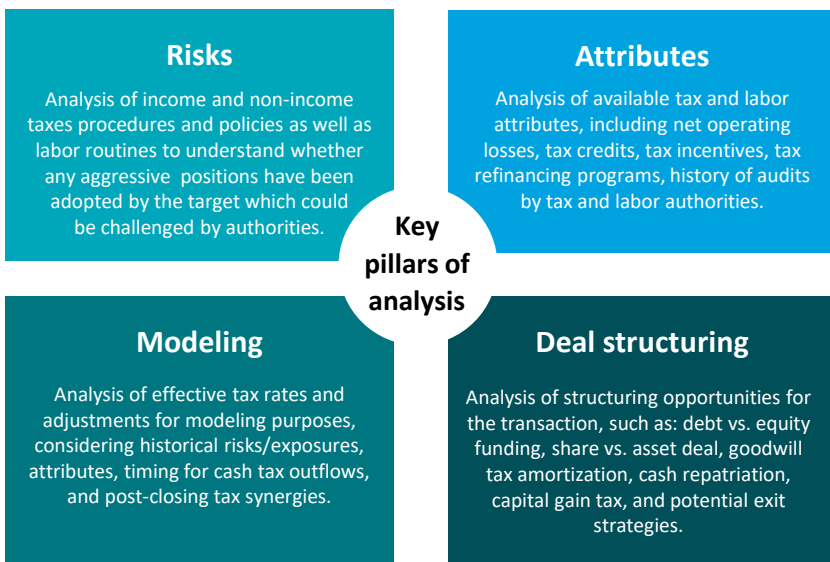 Risks
Analysis of income and non-income
taxes procedures and policies as well as
labor routines to understand whether
any aggressive positions have been
adopted by the target which could
be challenged by authorities.
Attributes
Analysis of available tax and labor
attributes, including net operating
losses, tax credits, tax incentives, tax
refinancing programs, history of audits
by tax and labor authorities.
Key
pillars of
analysis
Modeling
Analysis of effective tax rates and
adjustments for modeling purposes,
considering historical risks/exposures,
attributes, timing for cash tax outflows,
and post-closing tax synergies.
Deal structuring
Analysis of structuring opportunities for
the transaction, such as: debt vs. equity
funding, share vs. asset deal, goodwill
tax amortization, cash repatriation,
capital gain tax, and potential exit
strategies.